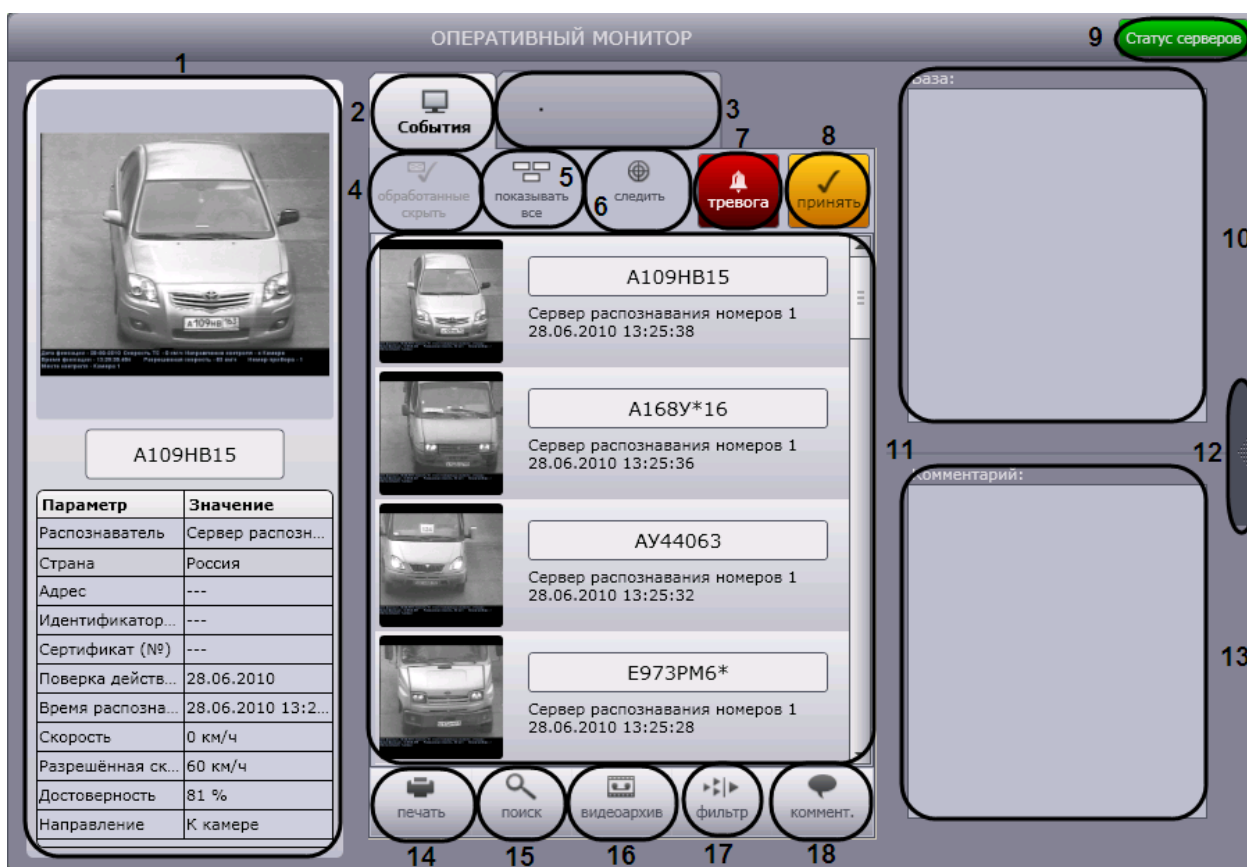 ОПЕРАТИВНЫЙ МОНИТОР
9
Статус серверов
1
2
События
3
4
обработанные
скрыть
5
показывать
все
6
следить
7
тревога
8
принять
А109НВ15
Параметр Значение
Распознаватель Сервер распозн...
Страна Россия
Адрес ---
Идентификатор... ---
Сертификат (№) ---
Поверка действ... 28.06.2010
Время распозна... 28.06.2010 13:2...
Скорость 0 км/ч
Разрешённая ск... 60 км/ч
Достоверность 81 %
Направление К камере
А109НВ15
Сервер распознавания номеров 1
28.06.2010 13:25:38
А168У*16
Сервер распознавания номеров 1
28.06.2010 13:25:36
АУ44063
Сервер распознавания номеров 1
28.06.2010 13:25:32
Е973РМ6*
Сервер распознавания номеров 1
28.06.2010 13:25:28
печать
поиск
видеоархив
фильтр
коммент.
14
15
16
17
18
База:
10
11
12
Комментарий:
13